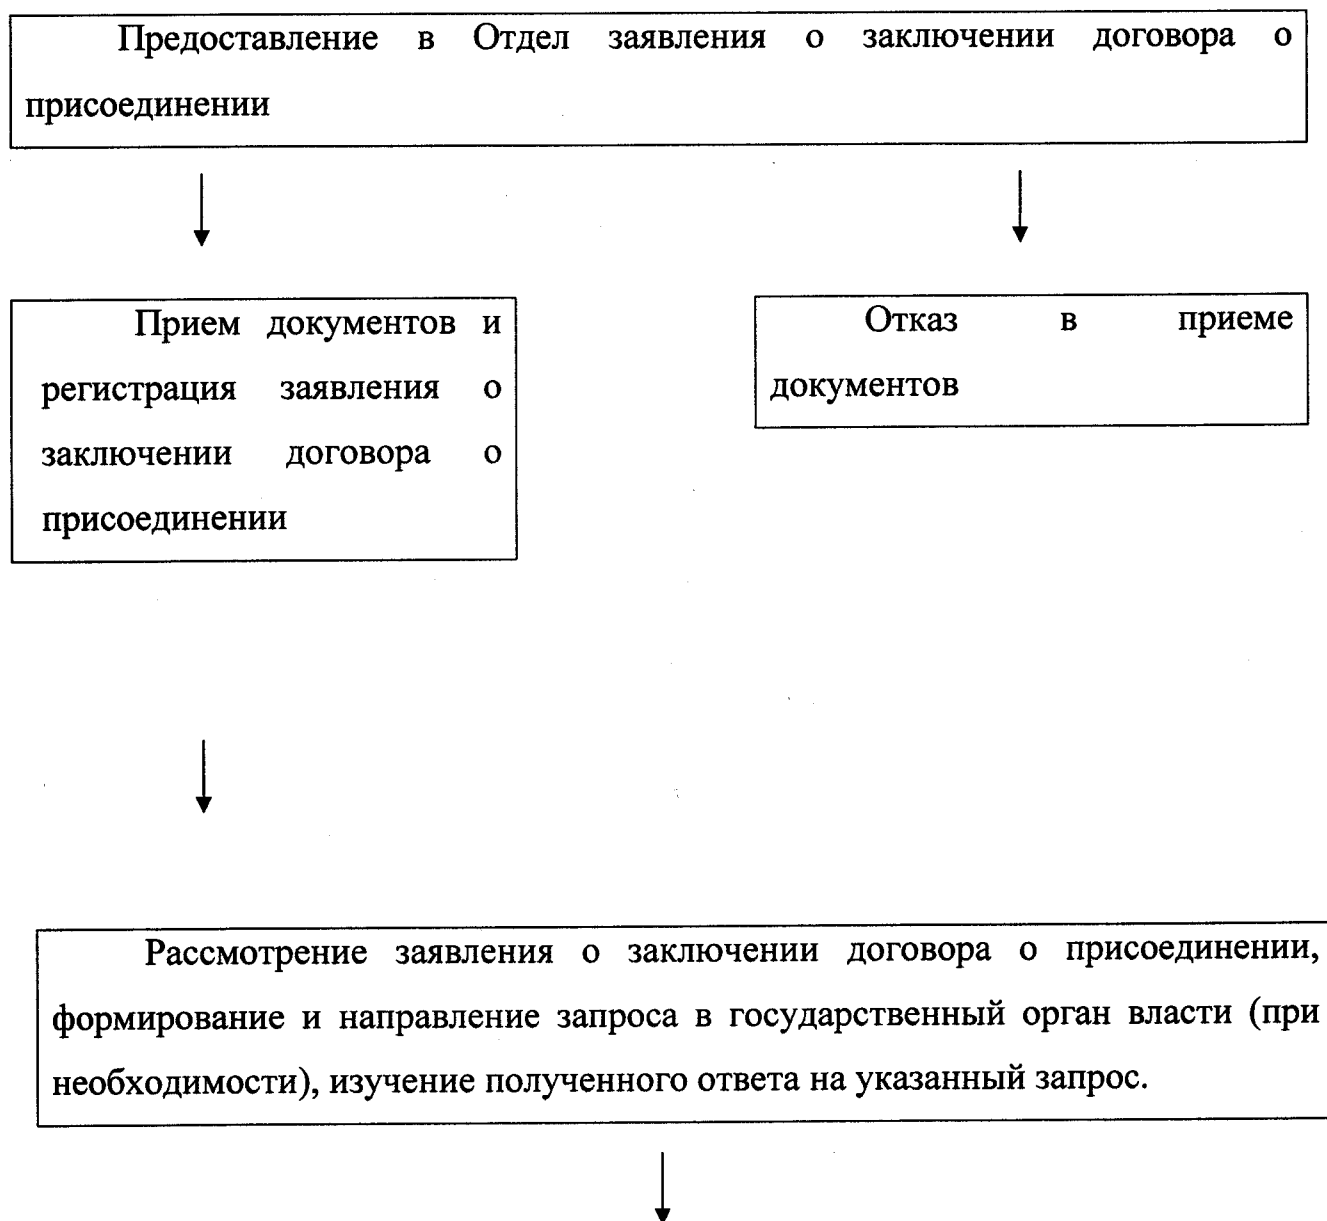 Предоставление в Отдел заявления о заключении договора о
присоединении
Прием документов и
регистрация заявления о
заключении договора о
присоединении
Отказ в приеме
документов
Рассмотрение заявления о заключении договора о присоединении,
формирование и направление запроса в государственный орган власти (при
необходимости), изучение полученного ответа на указанный запрос.